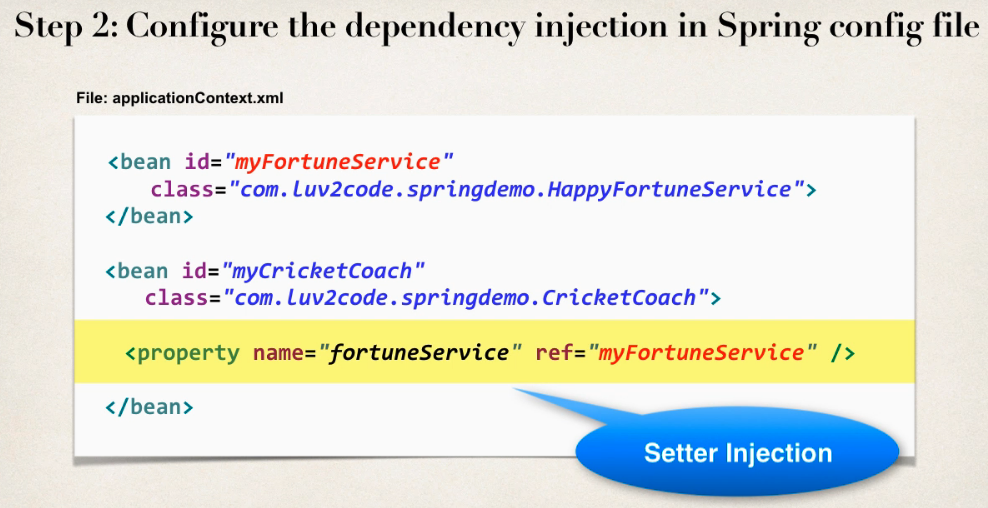 Step 2: Configure the dependency injection in Spring config file
File: applicationContext.xml
<bean id="myFortuneService"
class="com.luv2code.springdemo.HappyFortuneService">
</bean>
<bean id="myCricketCoach"
class="com.luv2code.springdemo.CricketCoach">
<property name="fortuneService" ref="myFortuneService" />
</bean>
Setter Injection